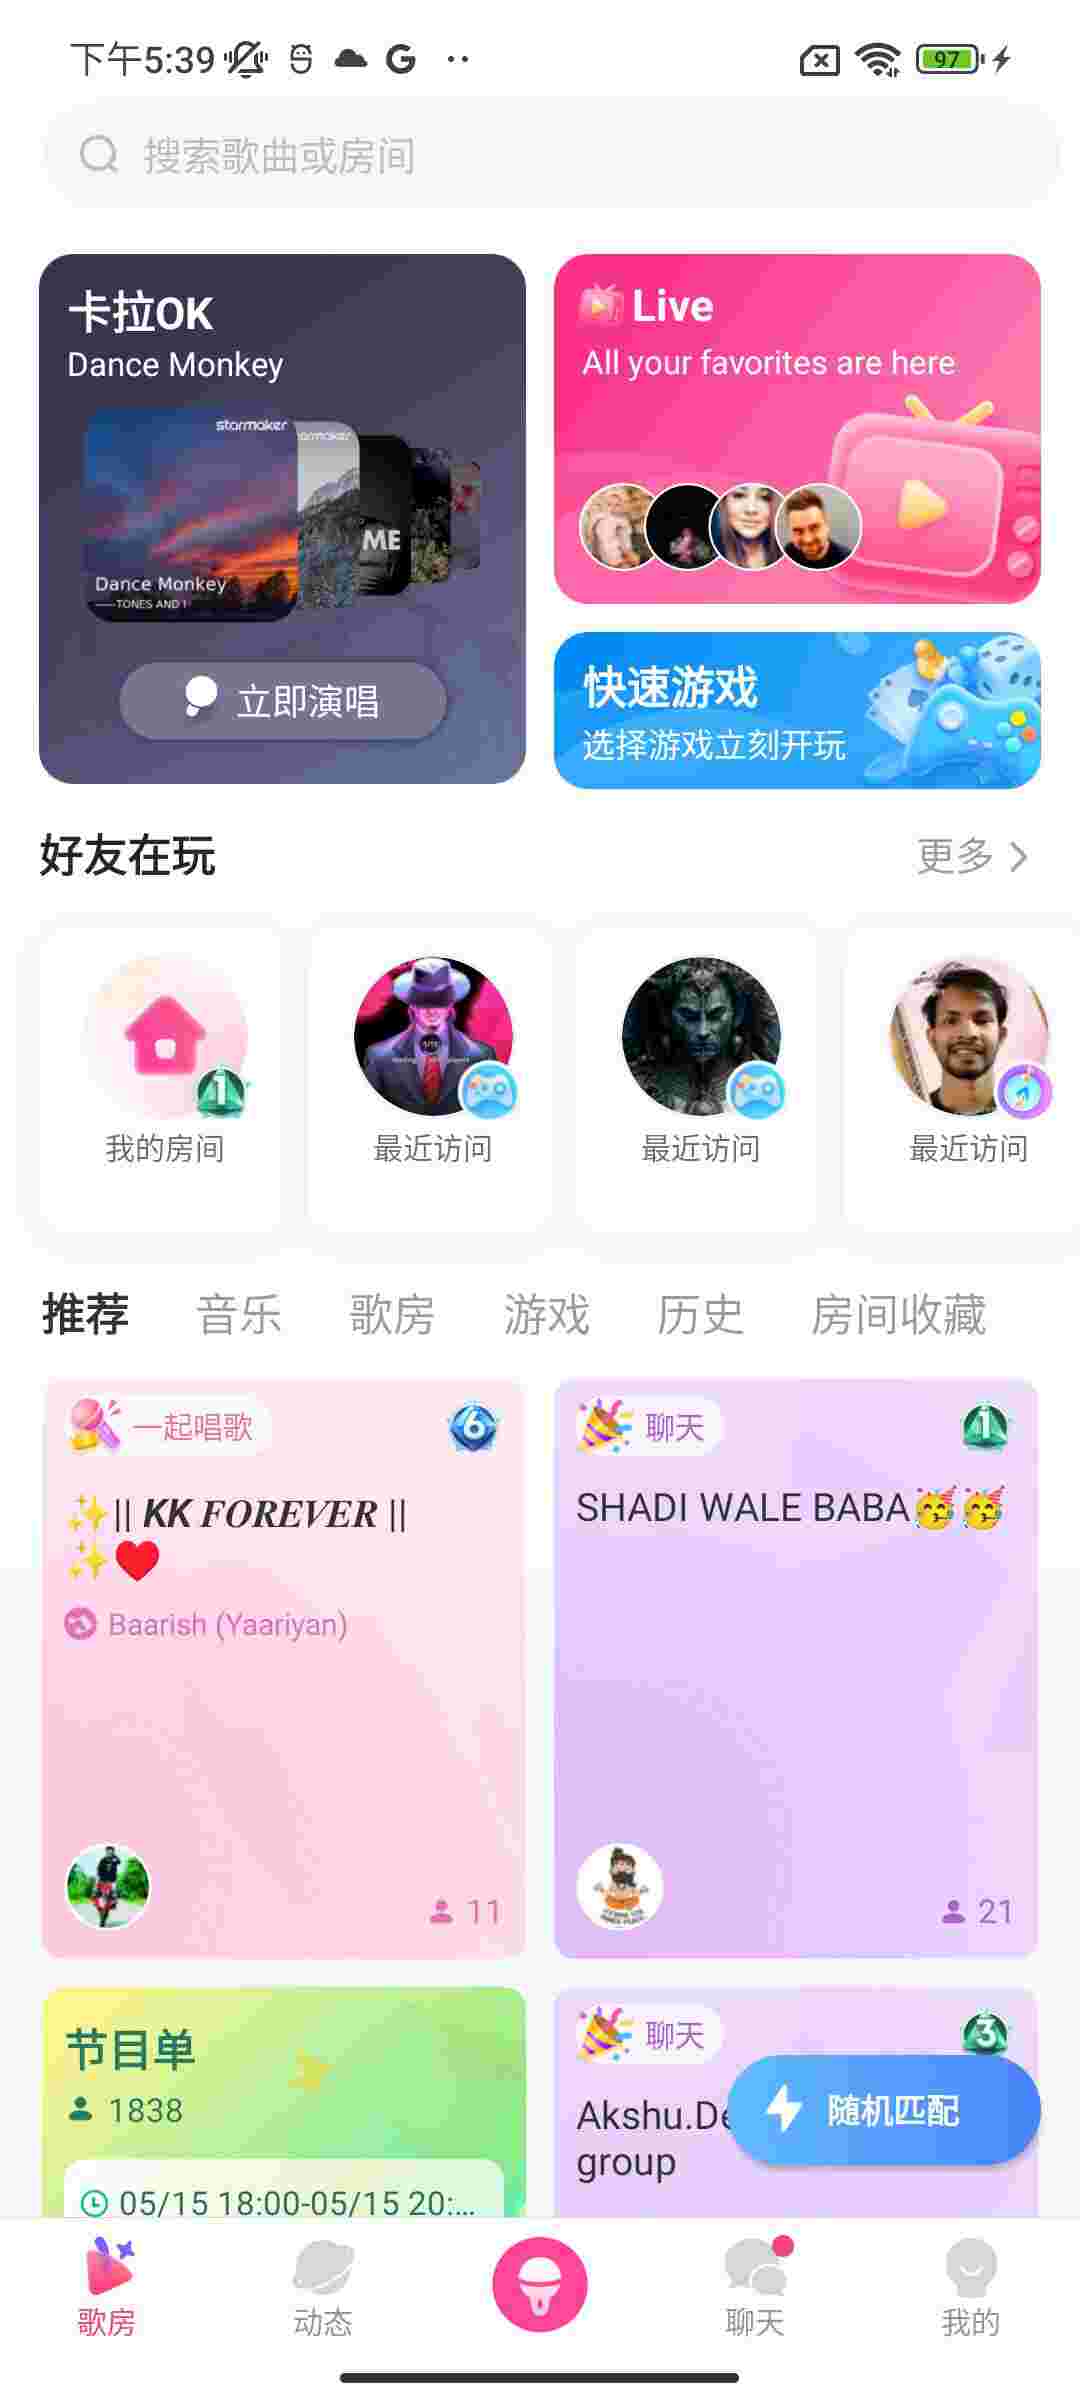 下午5:39
97
搜索歌曲或房间
卡拉OK
Dance Monkey
starmaker
Dance Monkey
——TONES AND I
ME
立即演唱
Live
All your favorites are here
快速游戏
选择游戏立刻开玩
好友在玩
更多
1
我的房间
最近访问
最近访问
最近访问
推荐 音乐 歌房 游戏 历史 房间收藏
一起唱歌
6
✨|| KK FOREVER ||
✨❤️
Baarish (Yaariyan)
11
聊天
1
SHADI WALE BABA🥳🥳
21
节目单
1838
05/15 18:00-05/15 20:...
聊天
3
Akshu.De
group
随机匹配
歌房 动态 聊天 我的